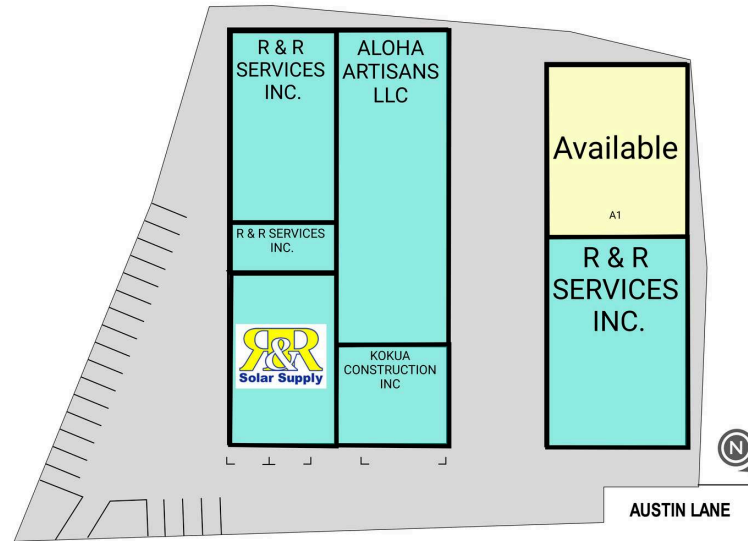 R & R
SERVICES
INC.
ALOHA
ARTISANS
LLC
Available
A1
R & R SERVICES
INC.
R & R
SERVICES
INC.
R&R
Solar Supply
KOKUA
CONSTRUCTION
INC
N
AUSTIN LANE